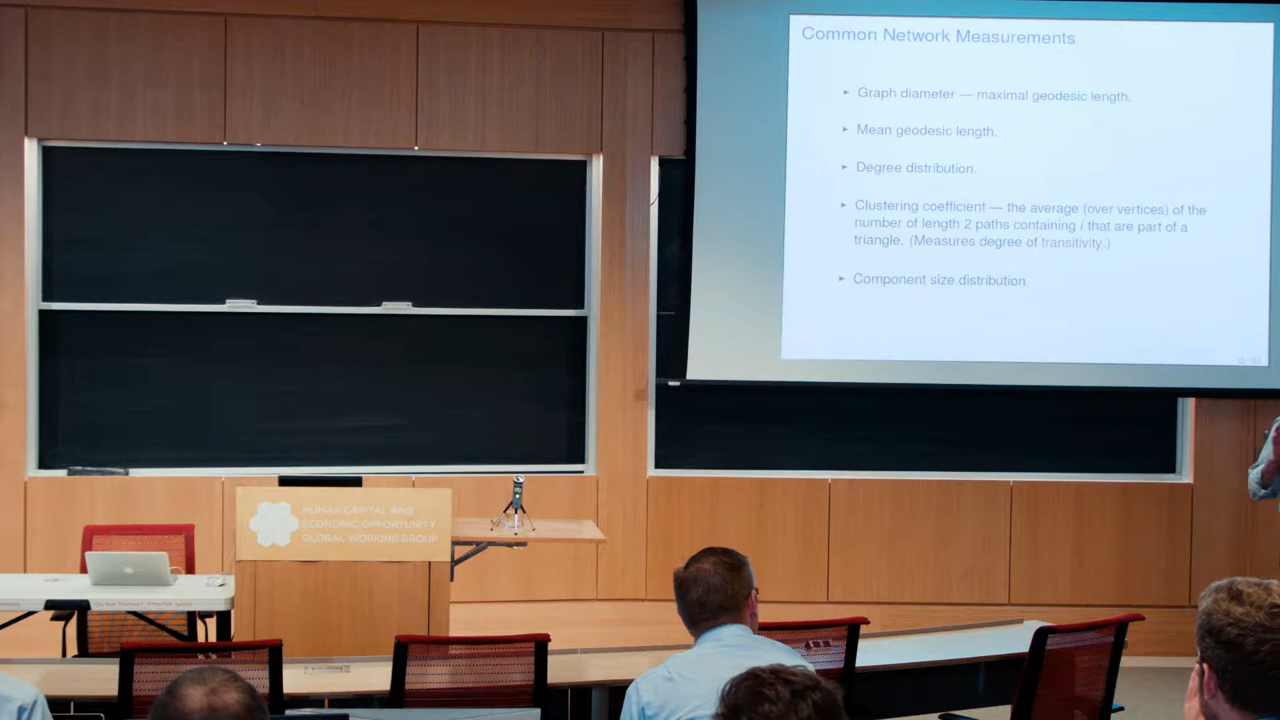 Common Network Measurements
► Graph diameter — maximal geodesic length.
► Mean geodesic length.
► Degree distribution.
► Clustering coefficient — the average (over vertices) of the
number of length 2 paths containing i that are part of a
triangle. (Measures degree of transitivity.)
► Component size distribution
HUMAN CAPITAL AND
ECONOMIC OPPORTUNITY
GLOBAL WORKING GROUP